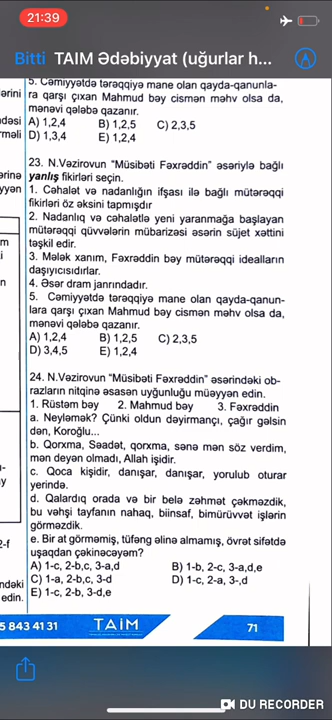 21:39
Bitti TAIM Ədəbiyyat (uğurlar h...
5. Cəmiyyətdə tərəqqiyə mane olan qayda-qanunla-
ərini ra qarşı çıxan Mahmud bəy cismən məhv olsa da,
mənəvi qələbə qazanır.
dəsi A) 1,2,4 B) 1,2,5 C) 2,3,5
rməli D) 1,3,4 E) 1,2,4
23. N.Vəzirovun "Müsibəti Fəxrəddin" əsəriylə bağlı
ərinə yanlış fikirləri seçin.
yyən 1. Cəhalət və nadanlığın ifşası ilə bağlı mütərəqqi
fikirləri öz əksini tapmışdır
2. Nadanlıq və cəhalətlə yeni yaranmağa başlayan
mütərəqqi qüvvələrin mübarizəsi əsərin süjet xəttini
m təşkil edir.
i 3. Mələk xanım, Fəxrəddin bəy mütərəqqi idealların
daşıyıcısıdırlar.
n 4. Əsər dram janrındadır.
5. Cəmiyyətdə tərəqqiyə mane olan qayda-qanun-
lara qarşı çıxan Mahmud bəy cismən məhv olsa da,
mənəvi qələbə qazanır.
A) 1,2,4 B) 1,2,5 C) 2,3,5
D) 3,4,5 E) 1,2,4
24. N.Vəzirovun "Müsibəti Fəxrəddin" əsərindəki ob-
razların nitqinə əsasən uyğunluğu müəyyən edin.
1. Rüstəm bəy 2. Mahmud bəy 3. Fəxrəddin
a. Neyləmək? Çünki oldun dəyirmançı, çağır gəlsin
dən, Koroğlu...
b. Qorxma, Səadət, qorxma, sənə mən söz verdim,
mən deyən olmadı, Allah işidir.
i- c. Qoca kişidir, danışar, danışar, yorulub oturar
y yerində.
d. Qalardıq orada və bir belə zəhmət çəkməzdik,
bu vəhşi tayfanın nahaq, biinsaf, bimürüvvət işlərin
görməzdik.
2-f e. Bir at görməmiş, tüfəng əlinə almamış, övrət sifətdə
uşaqdan çəkinəcəyəm?
A) 1-c, 2-b,c, 3-a,d B) 1-b, 2-c, 3-a,d,e
ndəki C) 1-a, 2-b,c, 3-d D) 1-c, 2-a, 3-,d
edin. E) 1-c, 2-b, 3-d,e
5 843 41 31 TAİM 71
DU RECORDER